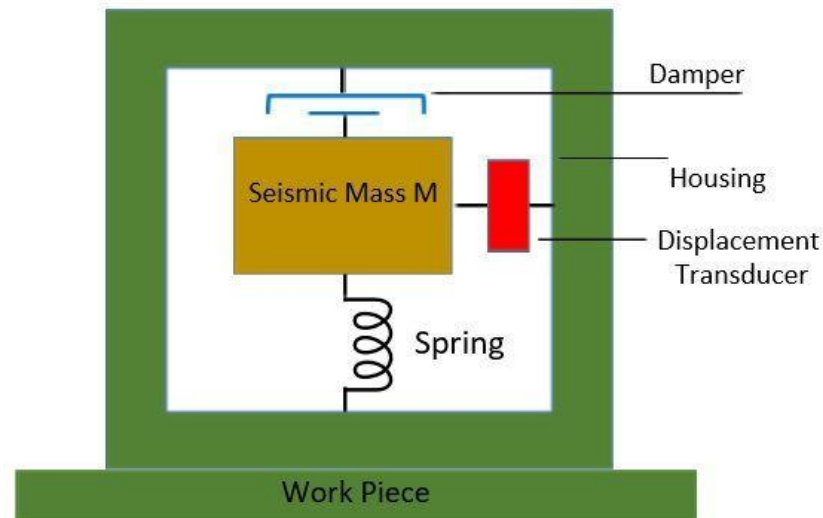 Damper
Seismic Mass M
Housing
Displacement
Transducer
Spring
Work Piece